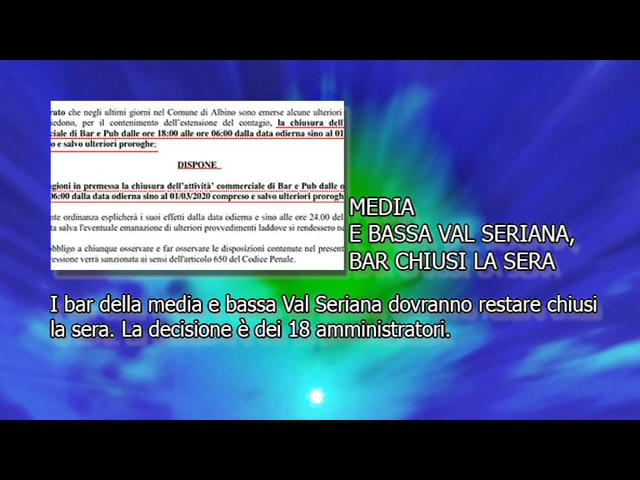 rato che negli ultimi giorni nel Comune di Albino sono emerse alcune ulteriori
iedono, per il contenimento dell'estensione del contagio, la chiusura dell
ciale di Bar e Pub dalle ore 18:00 alle ore 06:00 dalla data odierna sino al 01
o e salvo ulteriori proroghe;
DISPONE
egioni in premessa la chiusura dell'attività' commerciale di Bar e Pub dalle o
06:00 dalla data odierna sino al 01/03/2020 compreso e salvo ulteriori proroghe
nte ordinanza esplicherà i suoi effetti dalla data odierna e sino alle ore 24.00 del
ta salva l'eventuale emanazione di ulteriori provvedimenti laddove si rendessero ne
obbligo a chiunque osservare e far osservare le disposizioni contenute nel present
ressione verrà sanzionata ai sensi dell'articolo 650 del Codice Penale.
MEDIA
E BASSA VAL SERIANA,
BAR CHIUSI LA SERA
I bar della media e bassa Val Seriana dovranno restare chiusi
la sera. La decisione è dei 18 amministratori.